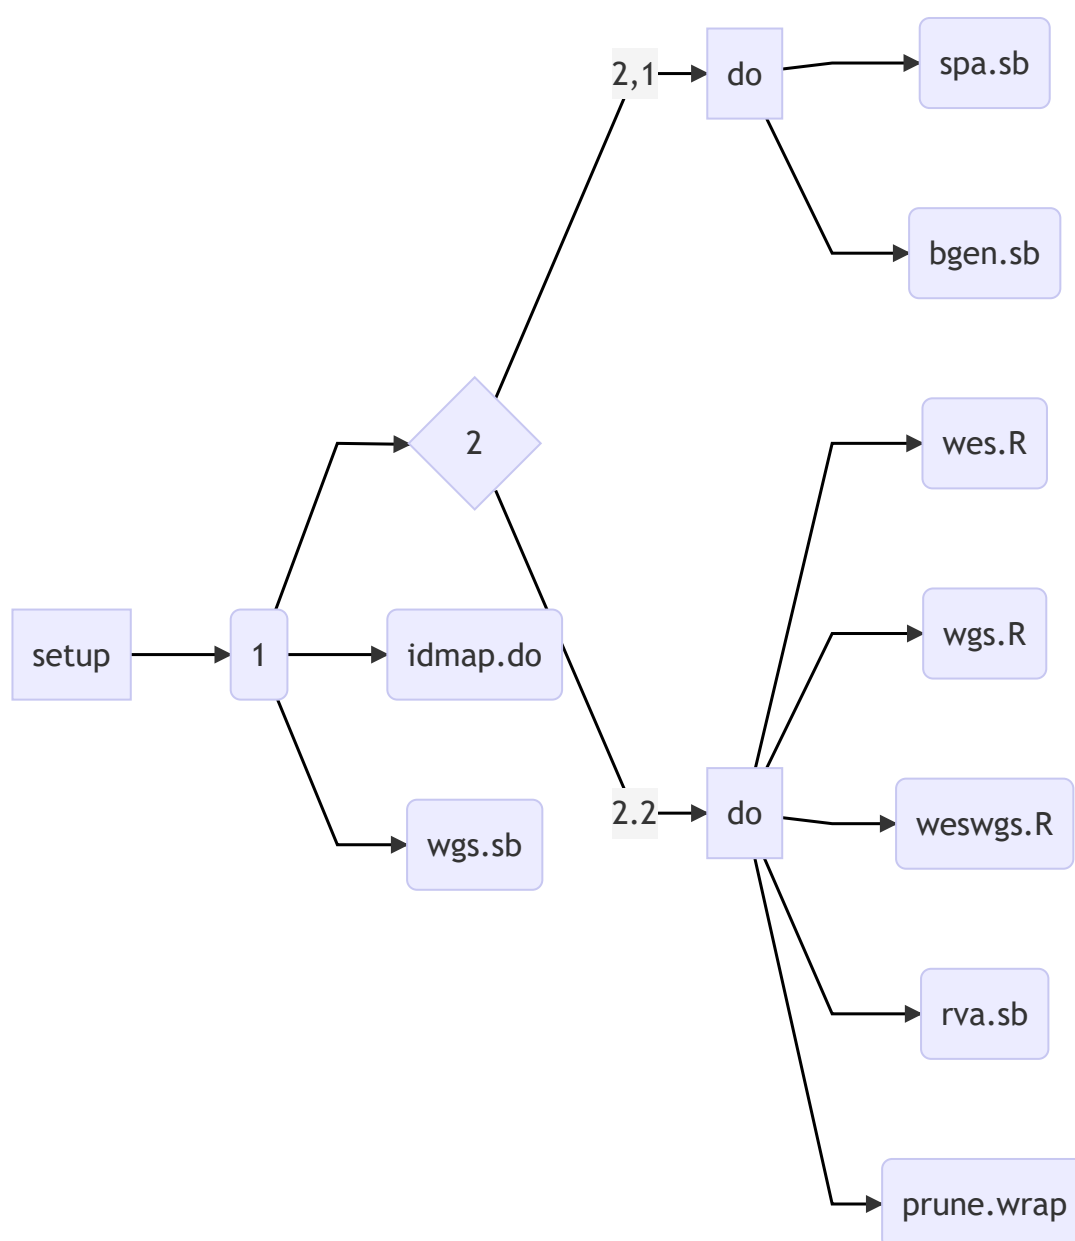 2,1
do
spa.sb
bgen.sb
2
wes.R
setup
1
idmap.do
wgs.R
2.2
do
weswgs.R
wgs.sb
rva.sb
prune.wrap